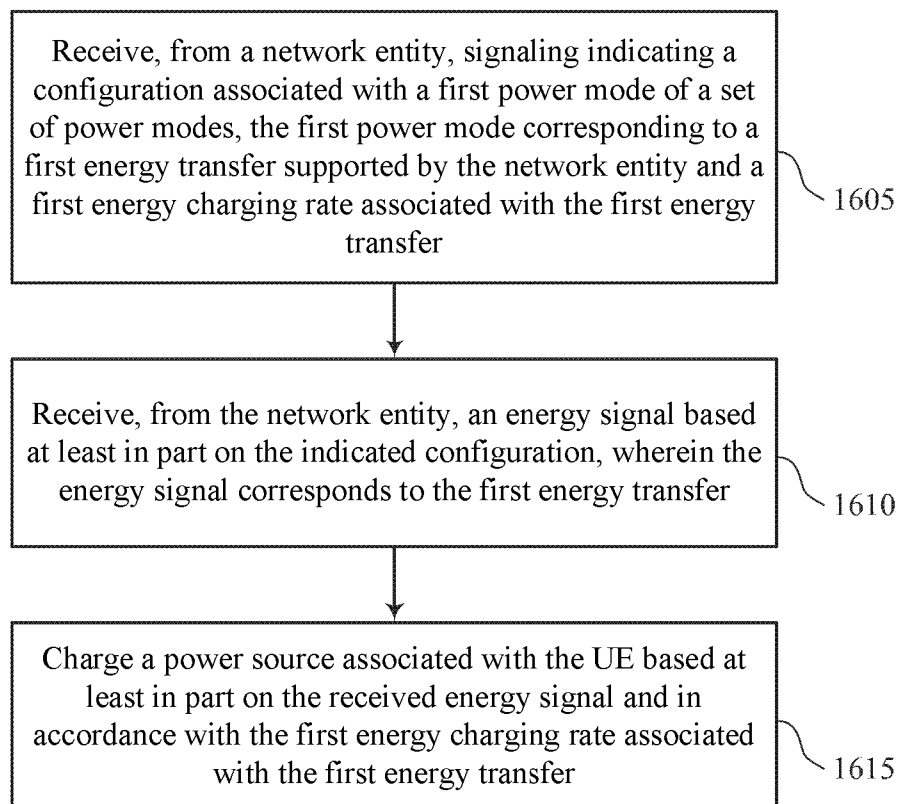 Receive, from a network entity, signaling indicating a
configuration associated with a first power mode of a set
of power modes, the first power mode corresponding to a
first energy transfer supported by the network entity and a
first energy charging rate associated with the first energy
transfer
1605
Receive, from the network entity, an energy signal based
at least in part on the indicated configuration, wherein the
energy signal corresponds to the first energy transfer
1610
Charge a power source associated with the UE based at
least in part on the received energy signal and in
accordance with the first energy charging rate associated
with the first energy transfer
1615